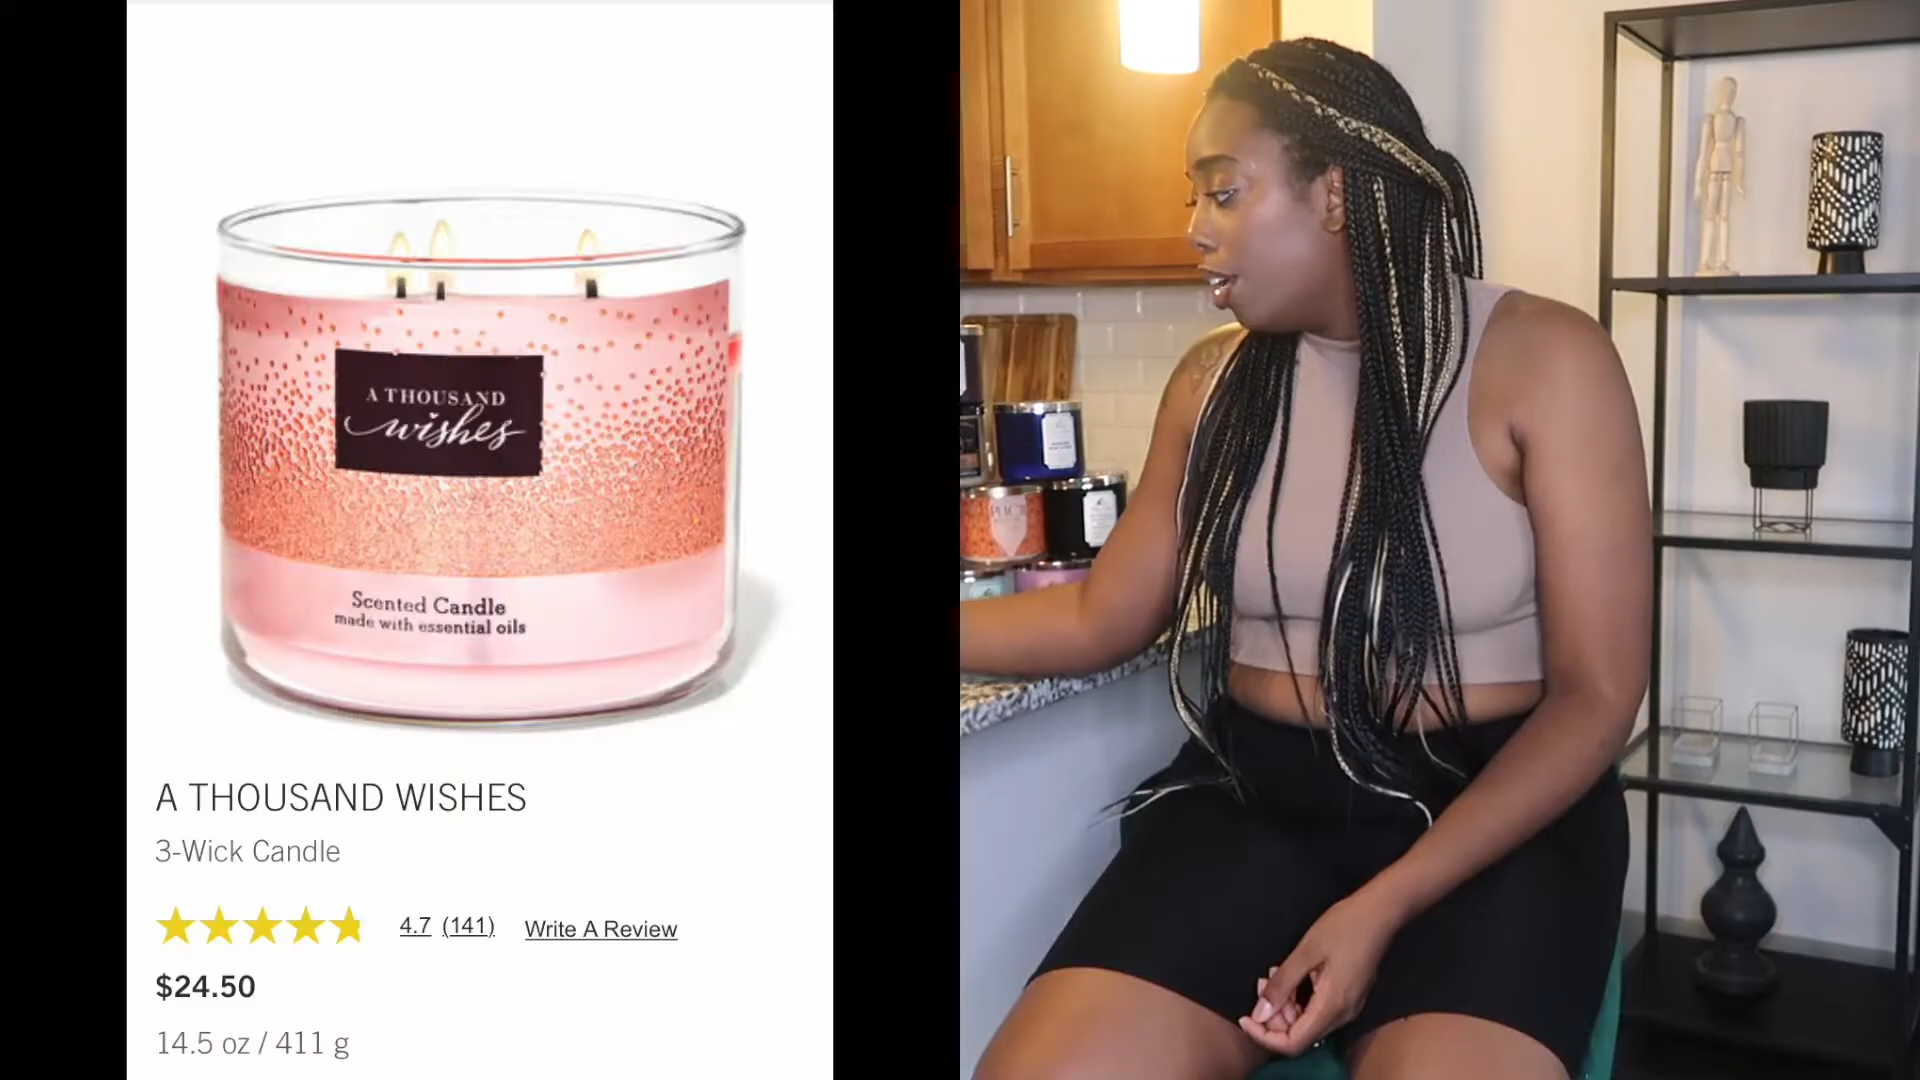 A THOUSAND
wishes
Scented Candle
made with essential oils
A THOUSAND WISHES
3-Wick Candle
4.7 (141) Write A Review
$24.50
14.5 oz / 411 g